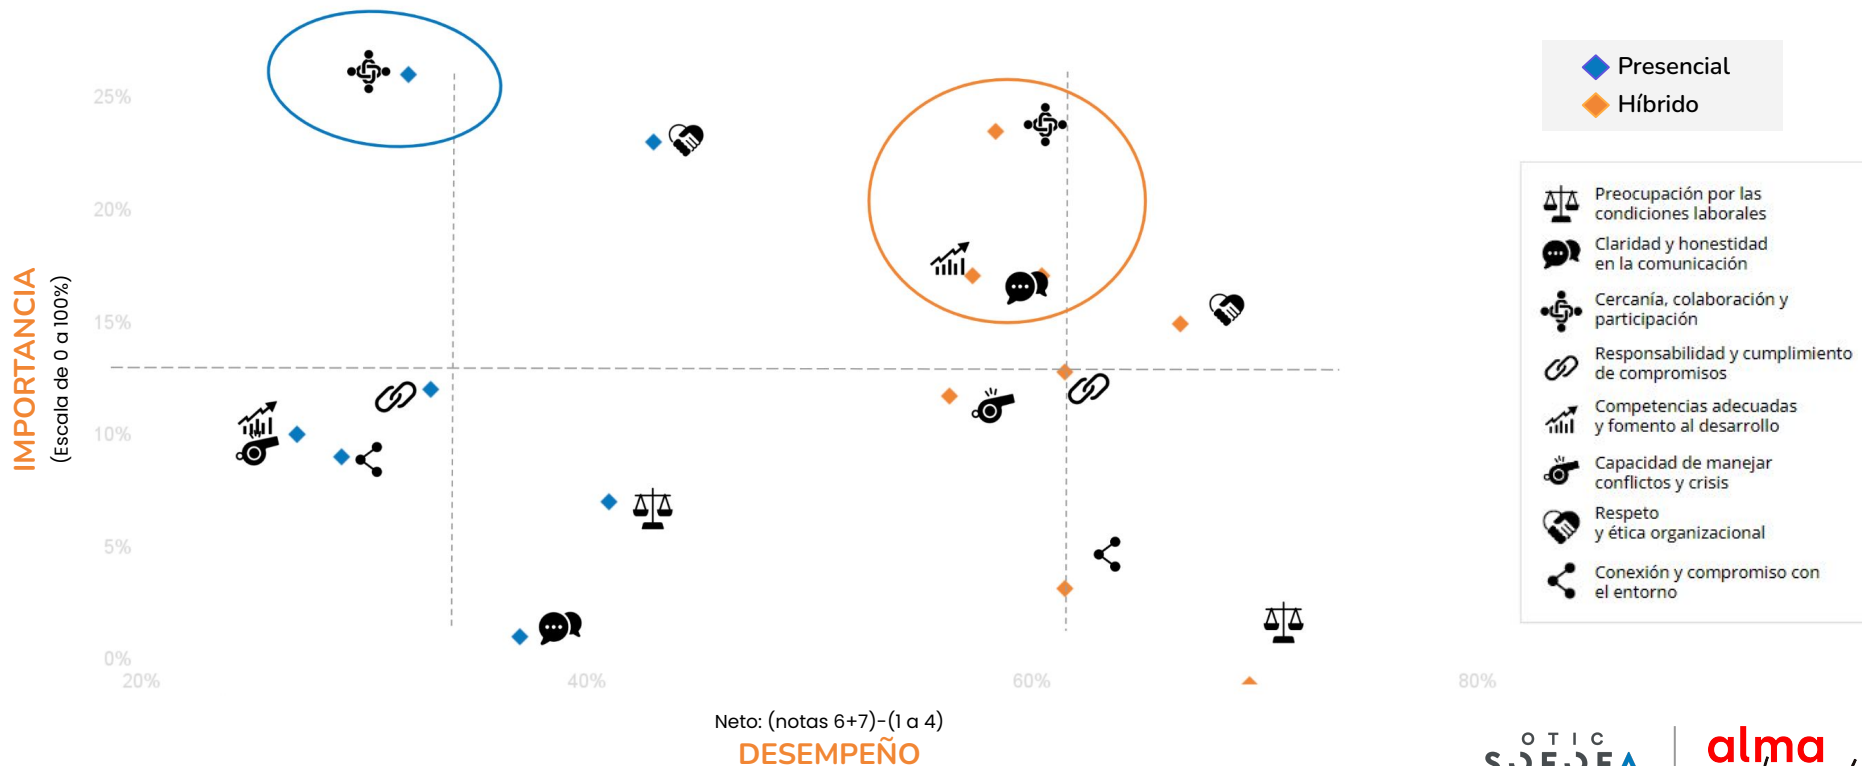 Presencial
Híbrido
25%
20%
15%
10%
5%
0%
20%
40%
60%
80%
IMPORTANCIA
(Escala de 0 a 100%)
Neto: (notas 6+7)-(1 a 4)
DESEMPEÑO
Preocupación por las
condiciones laborales
Claridad y honestidad
en la comunicación
Cercanía, colaboración y
participación
Responsabilidad y cumplimiento
de compromisos
Competencias adecuadas
y fomento al desarrollo
Capacidad de manejar
conflictos y crisis
Respeto
y ética organizacional
Conexión y compromiso con
el entorno
OTIC
alma